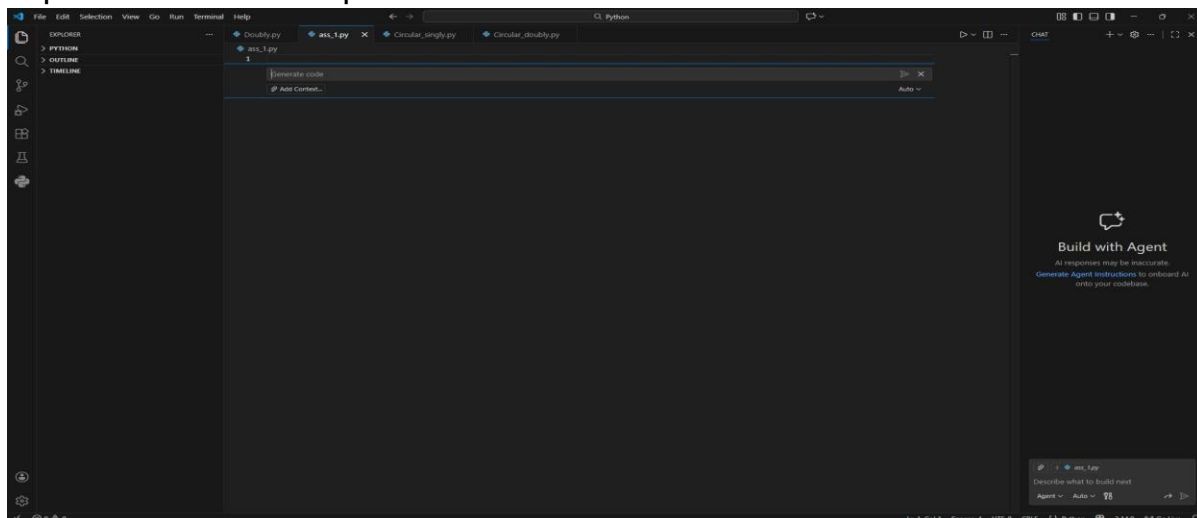 File Edit Selection View Go Run Terminal Help
Python
EXPLORER
PYTHON
OUTLINE
TIMELINE
Doubly.py
ass_1.py
Circular_singly.py
Circular_doubly.py
ass_1.py
1
Generate code
Add Context...
Auto
CHAT
Build with Agent
AI responses may be inaccurate.
Generate Agent Instructions to onboard AI
onto your codebase.
ass_1.py
Describe what to build next
Agent Auto